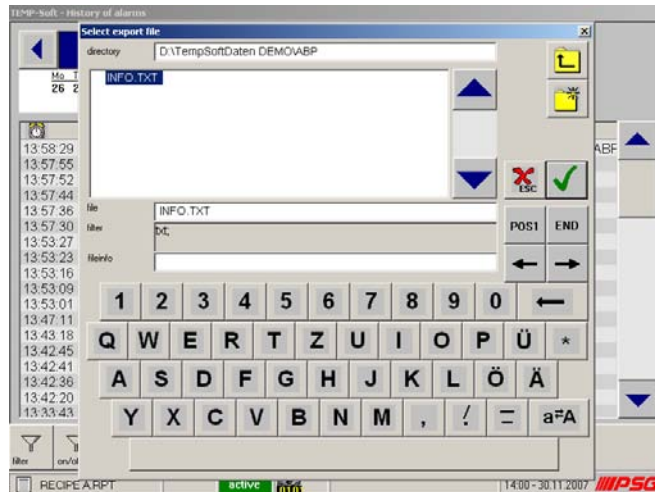 TEMP-Soft - History of alarms
Select export file
directory
D:\TempSoftDaten DEMO\ABP
Mo
26
INFO.TXT
ABP
13:58:29
13:57:55
13:57:52
13:57:44
13:57:36
13:57:30
13:53:27
13:53:23
13:53:16
13:53:09
13:53:01
13:47:11
13:43:18
13:42:45
13:42:41
13:42:36
13:42:20
13:33:43
ESC
file
INFO.TXT
filter
txt;
fileinfo
POS1 END
1 2 3 4 5 6 7 8 9 0
Q W E R T Z U I O P Ü *
A S D F G H J K L Ö Ä
Y X C V B N M , ! = a⇄A
filter
RECIPE A.RPT
active
0101
14:00 - 30.11.2007
PSG